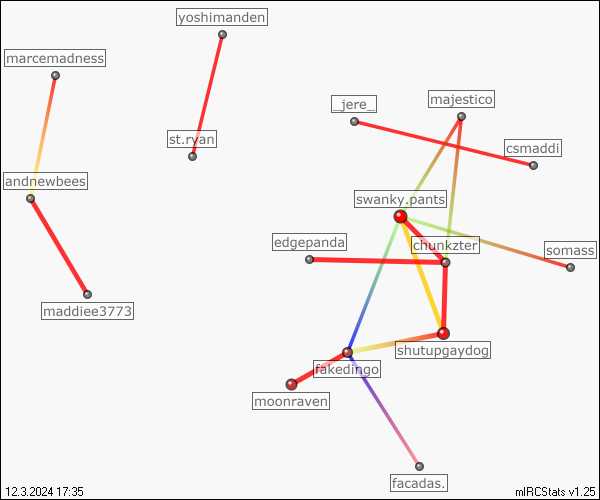 yoshimanden
marcemadness
_jere_
majestico
st.ryan
csmaddi
andnewbees
swanky.pants
edgepanda
chunkzter
somass
maddiee3773
shutupgaydog
fakedingo
moonraven
facadas.
12.3.2024 17:35
mIRCStats v1.25